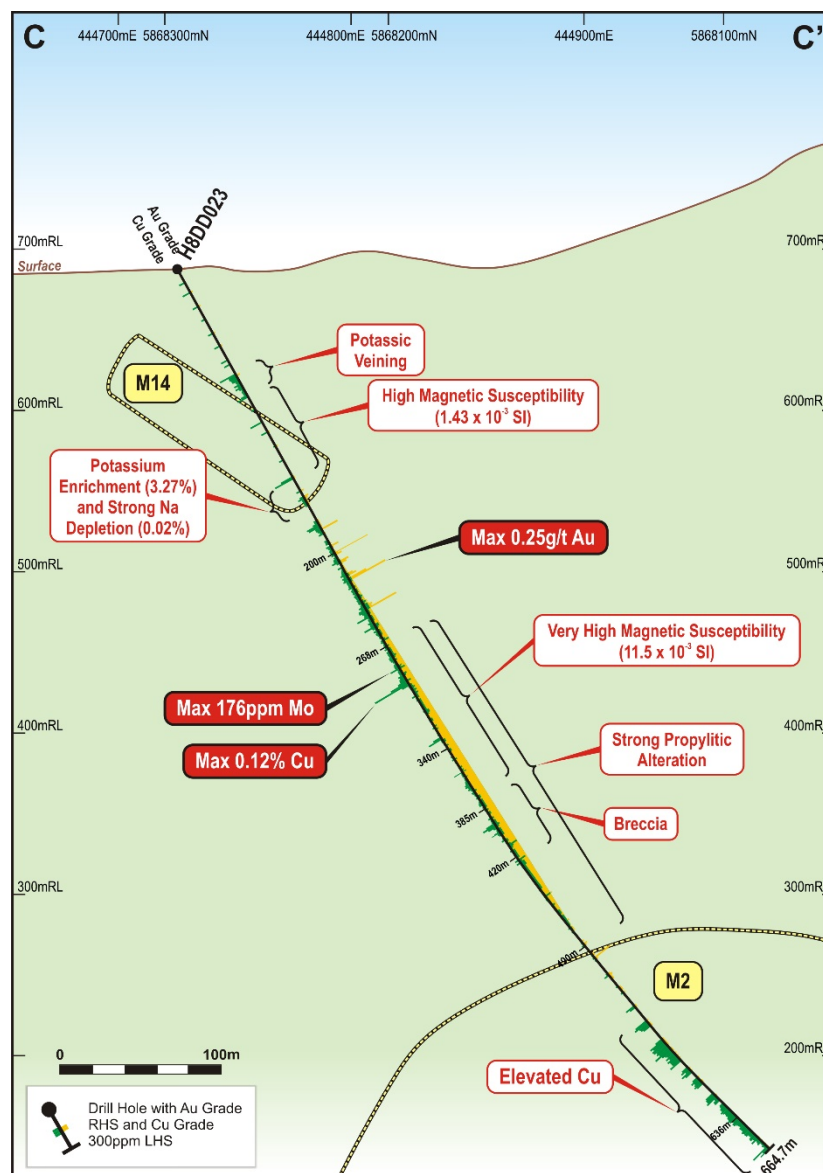 C
444700mE 5868300mN
444800mE 5868200mN
444900mE
5868100mN
C'
Au Grade
Cu Grade
H8DD023
700mRL
700mRL
Surface
Potassic
Veining
M14
High Magnetic Susceptibility
(1.43 x 10⁻³ SI)
600mRL
600mRL
Potassium
Enrichment (3.27%)
and Strong Na
Depletion (0.02%)
Max 0.25g/t Au
200m
500mRL
500mRL
Very High Magnetic Susceptibility
(11.5 x 10⁻³ SI)
268m
Max 176ppm Mo
400mRL
400mRL
Strong Propylitic
Alteration
Max 0.12% Cu
340m
385m
Breccia
420m
300mRL
300mRL
490m
M2
200mRL
0
100m
Elevated Cu
636m
664.7m
Drill Hole with Au Grade
RHS and Cu Grade
300ppm LHS